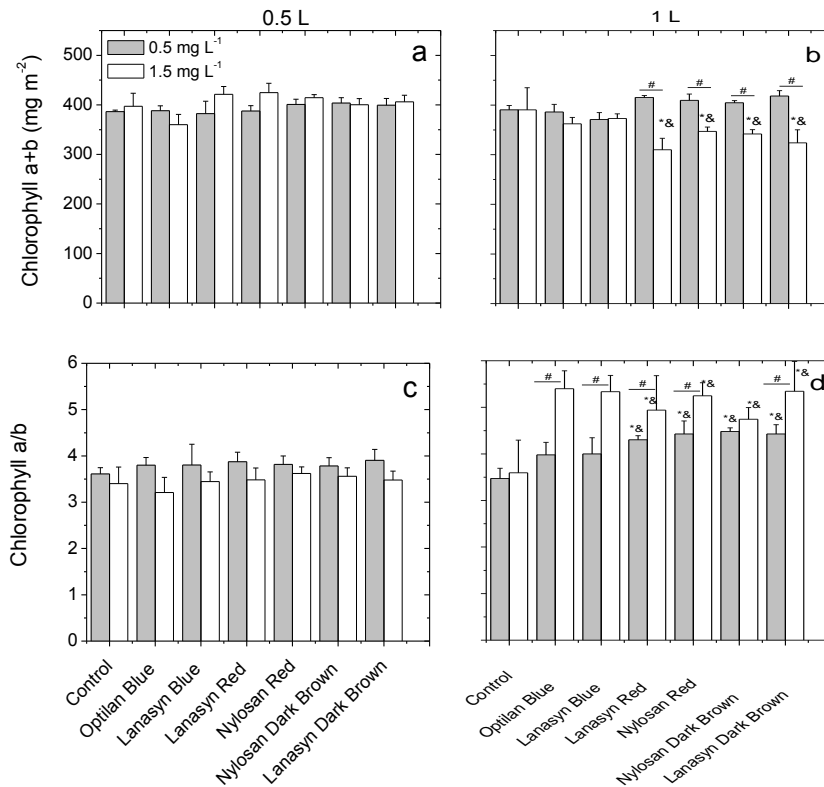 0.5 L
1 L
0.5 mg L⁻¹
1.5 mg L⁻¹
a
Chlorophyll a+b (mg m⁻²)
500
400
300
200
100
0
b
# # # #
*& *& *& *&
c
Chlorophyll a/b
6
5
4
3
2
1
0
d
# # # # #
*& *& *&
*& *& *& *&
Control
Optilan Blue
Lanasyn Blue
Lanasyn Red
Nylosan Red
Nylosan Dark Brown
Lanasyn Dark Brown
Control
Optilan Blue
Lanasyn Blue
Lanasyn Red
Nylosan Red
Nylosan Dark Brown
Lanasyn Dark Brown